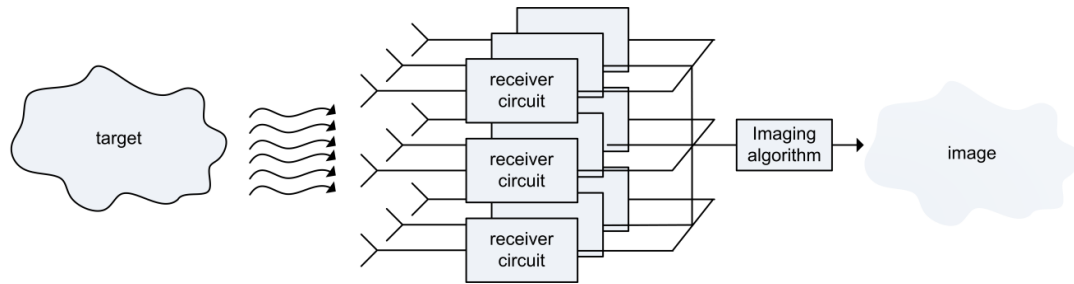 target
receiver
circuit
receiver
circuit
receiver
circuit
Imaging
algorithm
image